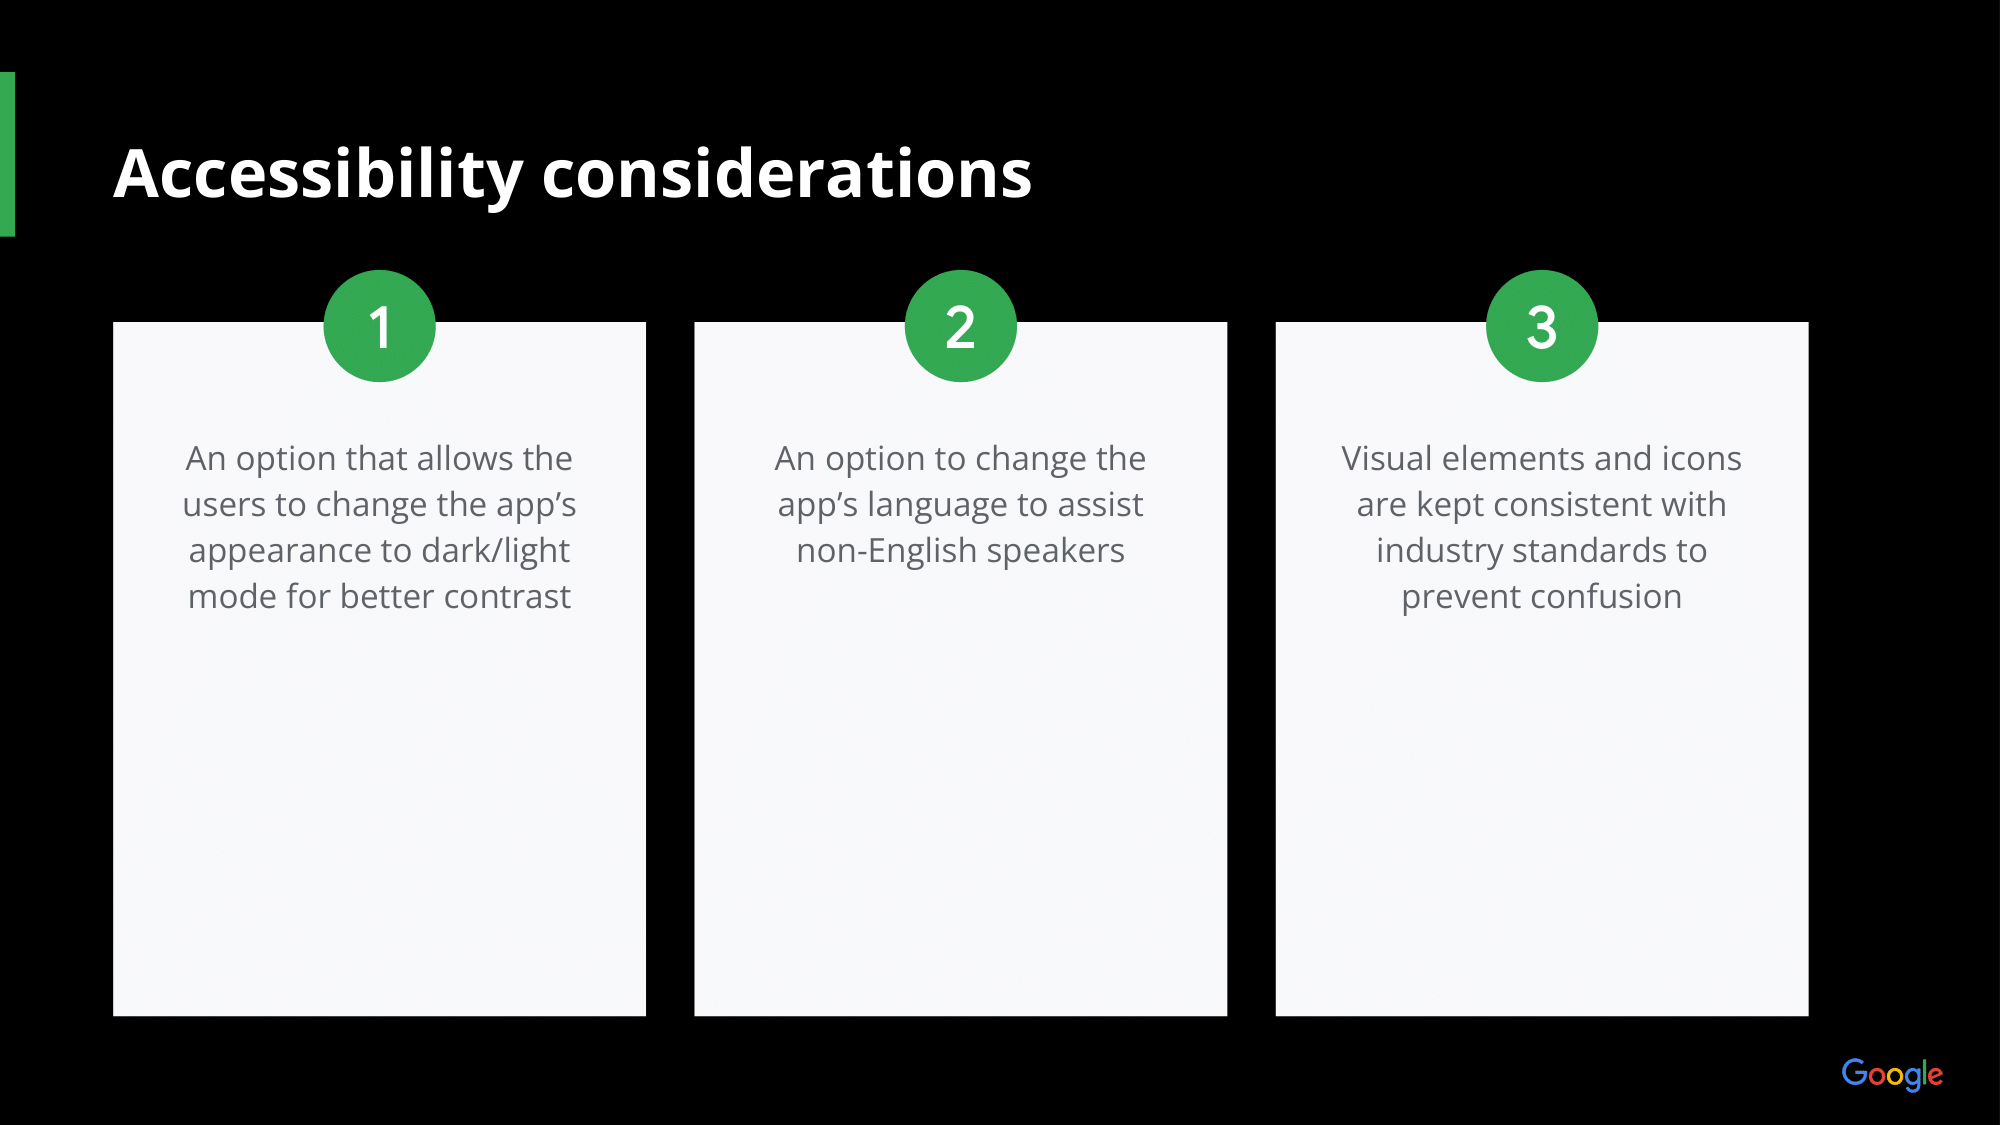 Accessibility considerations
1
An option that allows the
users to change the app’s
appearance to dark/light
mode for better contrast
2
An option to change the
app’s language to assist
non-English speakers
3
Visual elements and icons
are kept consistent with
industry standards to
prevent confusion
Google